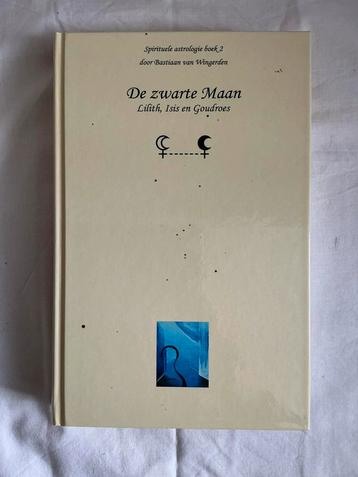 Spirituele astrologie boek 2
door Bastiaan van Wingerden
De zwarte Maan
Lilith, Isis en Goudroes